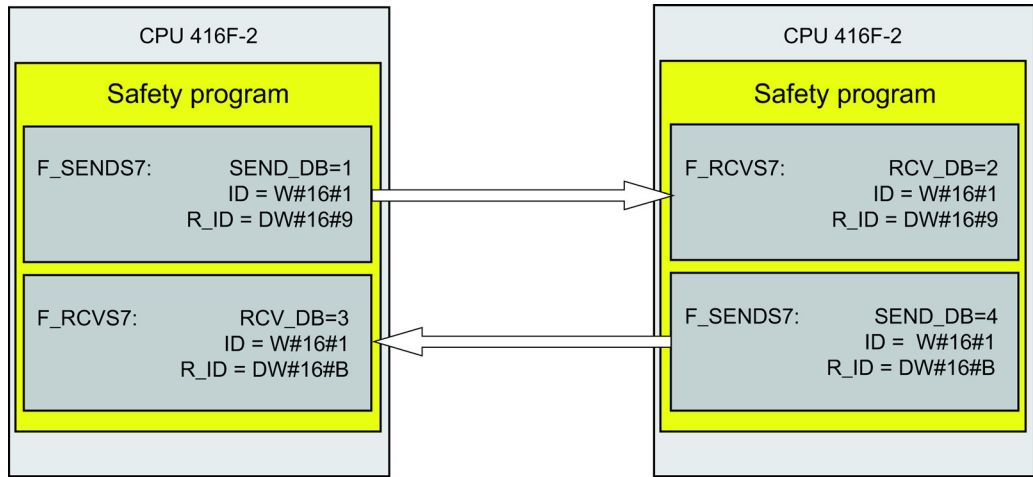 CPU 416F-2
Safety program
F_SENDS7: SEND_DB=1
ID = W#16#1
R_ID = DW#16#9
F_RCVS7: RCV_DB=3
ID = W#16#1
R_ID = DW#16#B
CPU 416F-2
Safety program
F_RCVS7: RCV_DB=2
ID = W#16#1
R_ID = DW#16#9
F_SENDS7: SEND_DB=4
ID = W#16#1
R_ID = DW#16#B